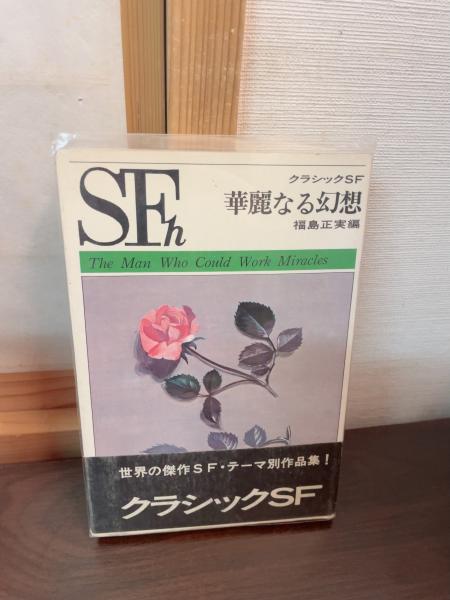 SFh
クラシックSF
華麗なる幻想
福島正実編
The Man Who Could Work Miracles
世界の傑作SF・テーマ別作品集!
クラシックSF